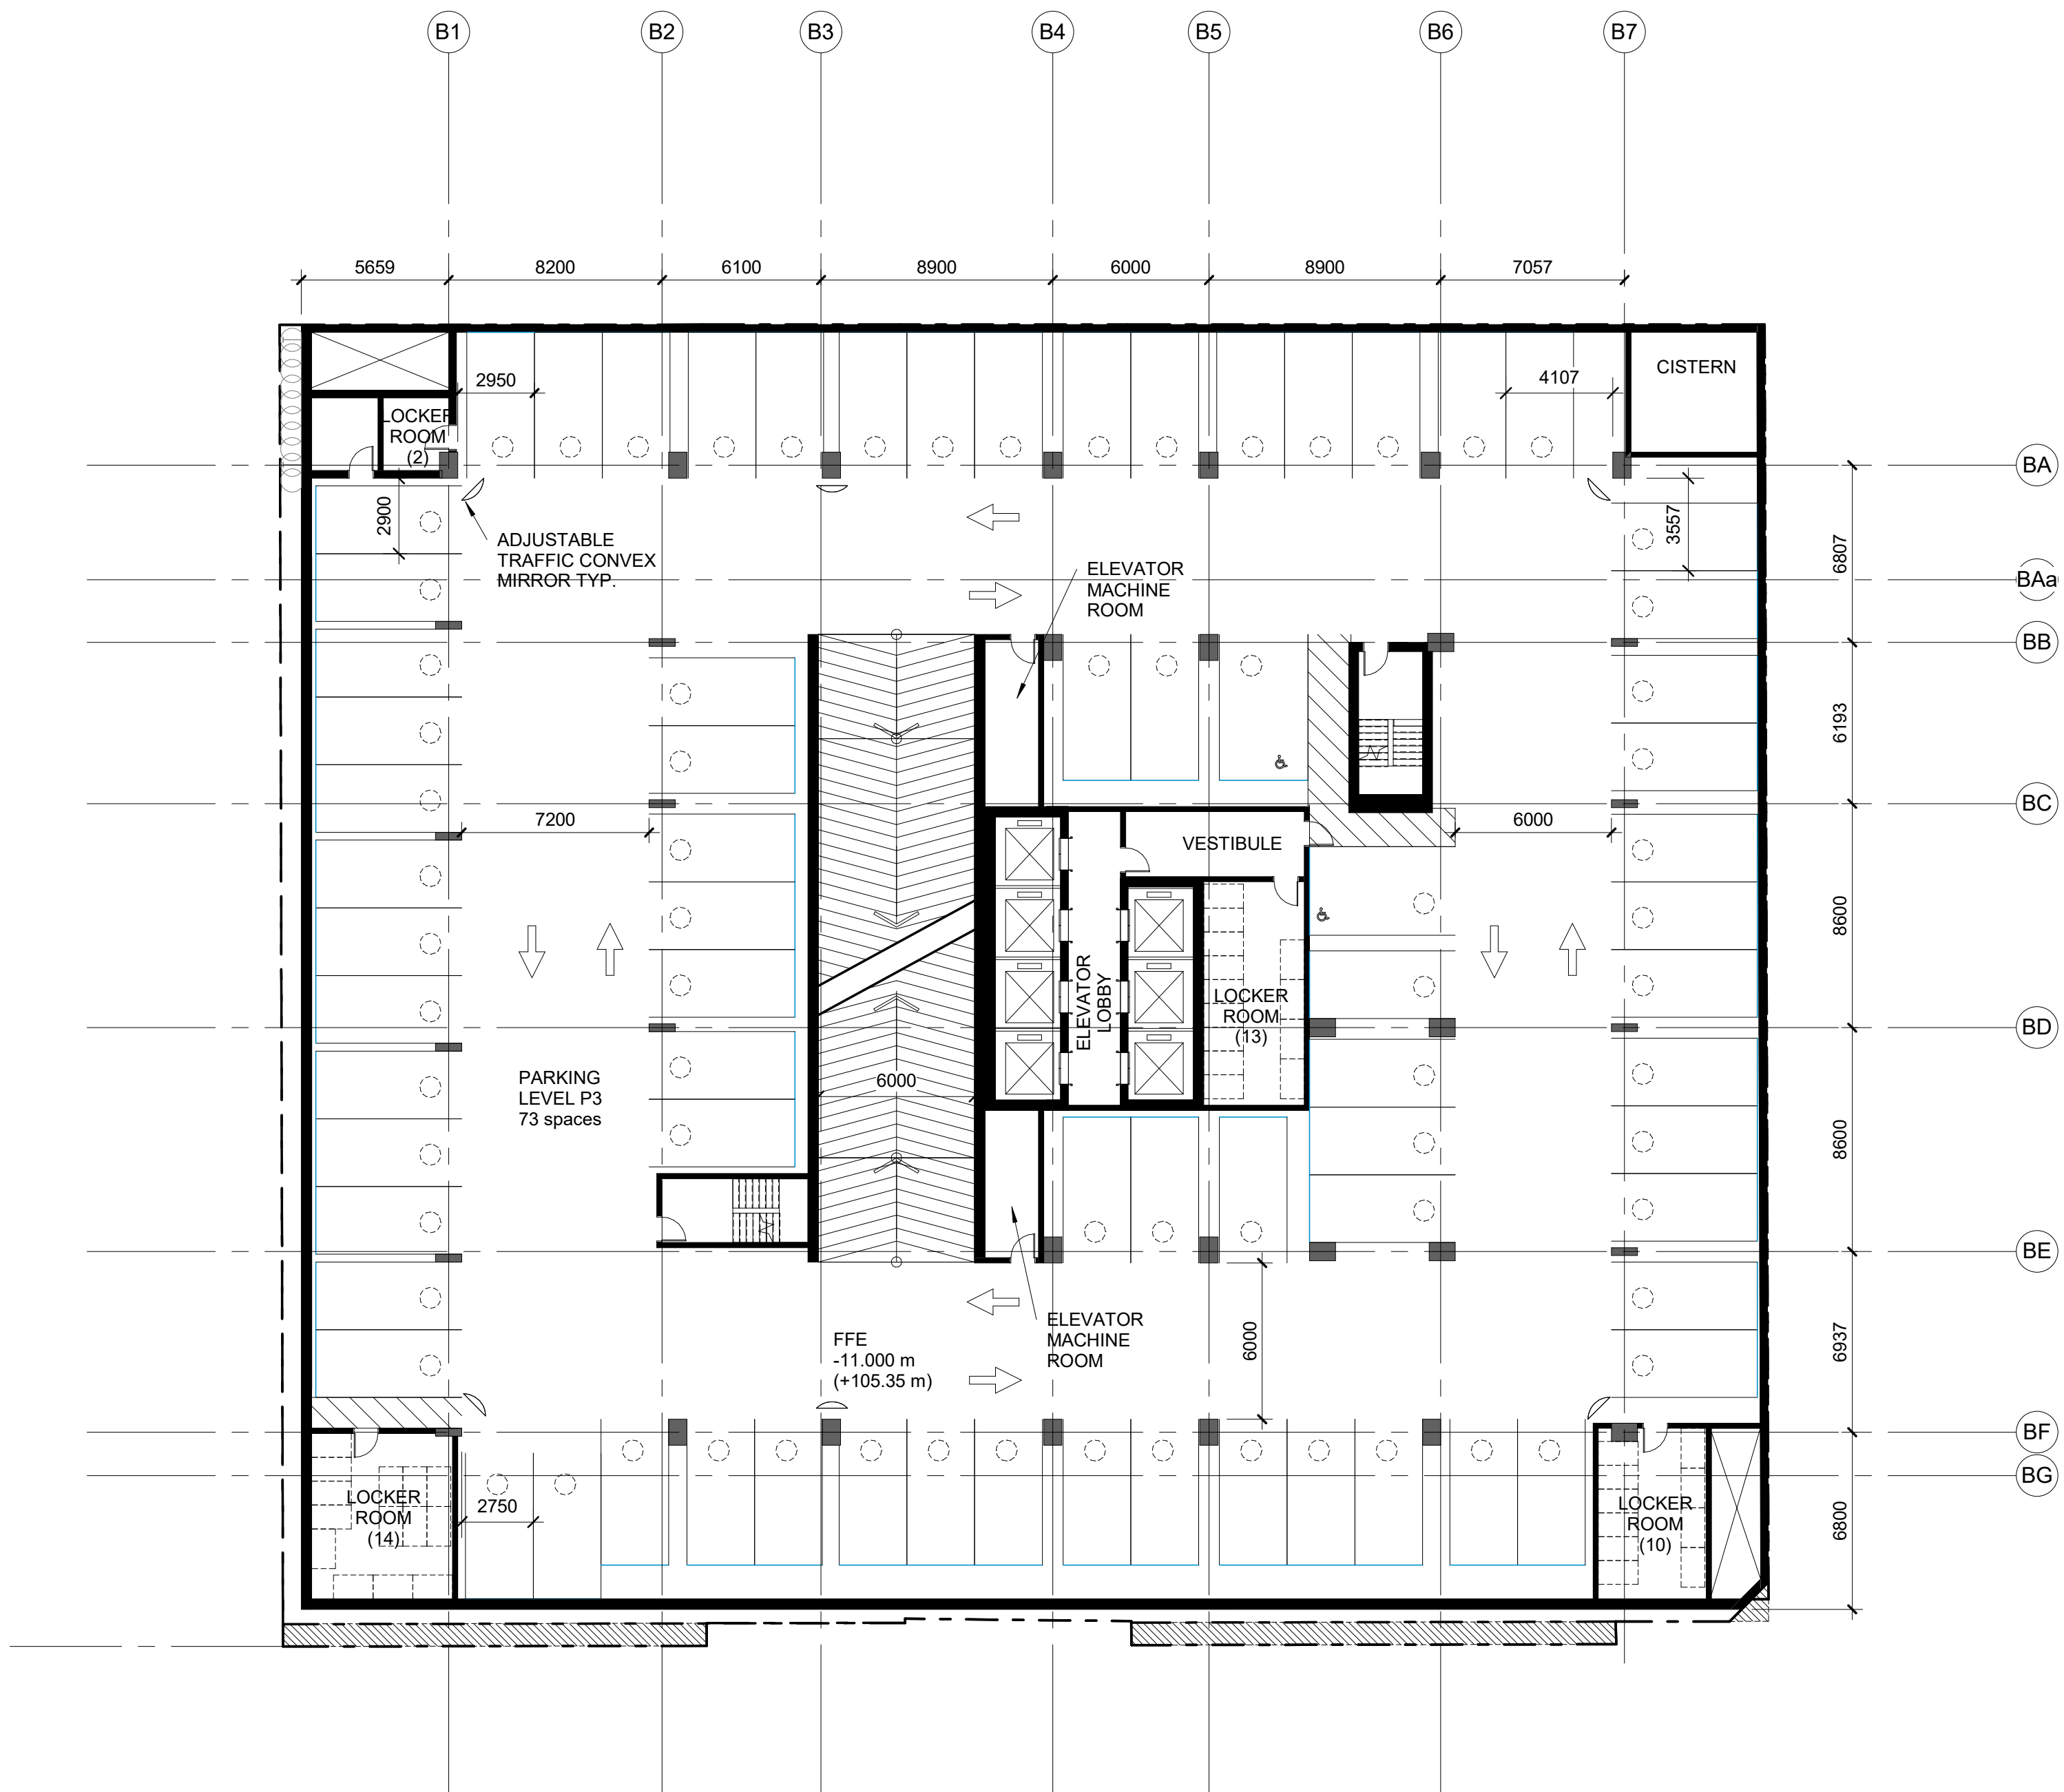 B1
B2
B3
B4
B5
B6
B7
5659
8200
6100
8900
6000
8900
7057
2950
4107
CISTERN
LOCKER
ROOM
(2)
BA
2900
3557
ADJUSTABLE
TRAFFIC CONVEX
MIRROR TYP.
6807
ELEVATOR
MACHINE
ROOM
BAa
BB
6193
BC
7200
6000
VESTIBULE
8600
ELEVATOR
LOBBY
LOCKER
ROOM
(13)
BD
PARKING
LEVEL P3
73 spaces
6000
8600
BE
FFE
-11.000 m
(+105.35 m)
ELEVATOR
MACHINE
ROOM
6000
6937
BF
BG
LOCKER
ROOM
(14)
2750
LOCKER
ROOM
(10)
6800